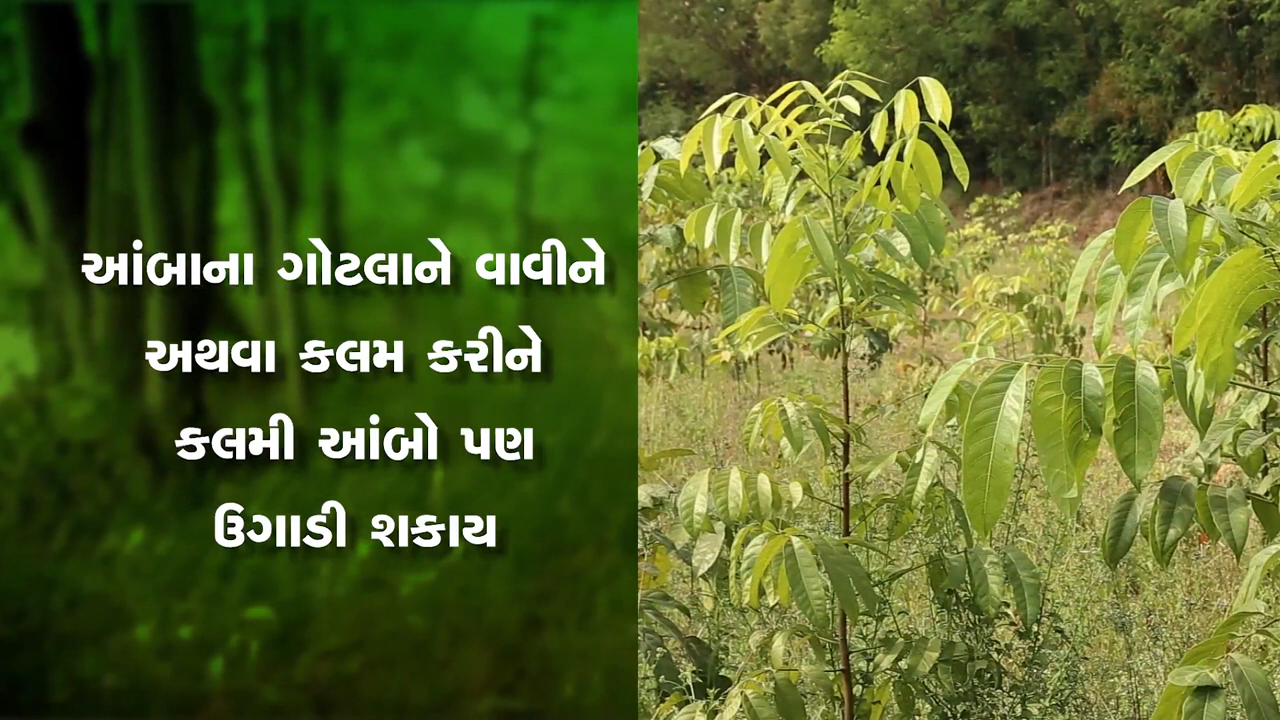 આંબાના ગોટલાને વાવીને
અથવા કલમ કરીને
કલમી આંબો પણ
ઉગાડી શકાય